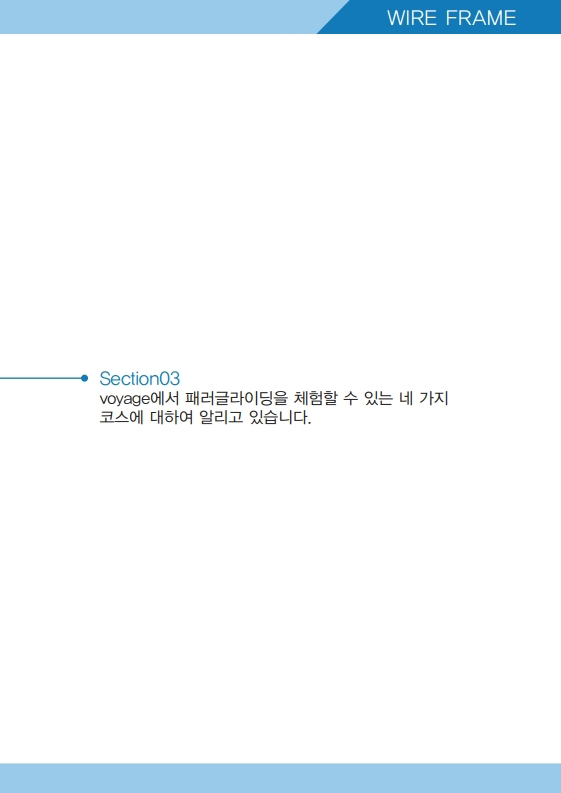 WIRE FRAME
Section03
voyage에서 패러글라이딩을 체험할 수 있는 네 가지
코스에 대하여 알리고 있습니다.